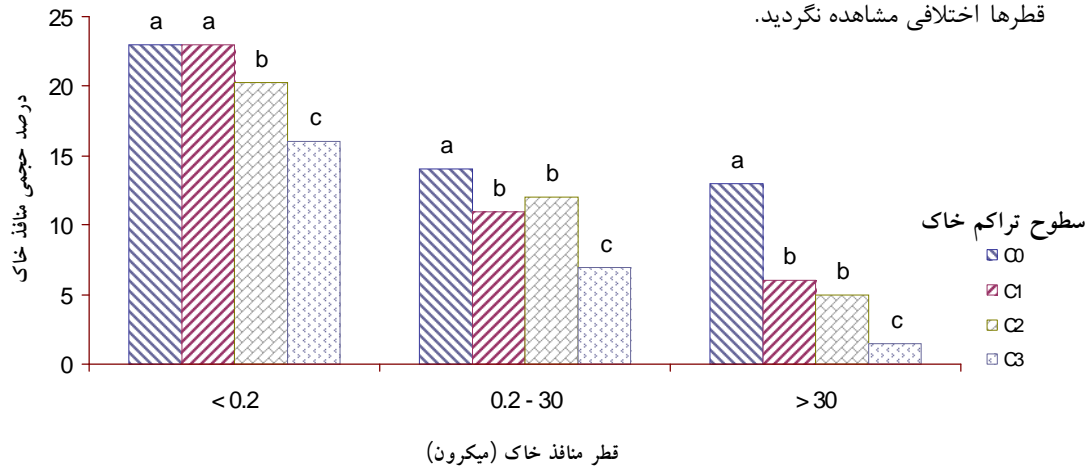 قطرها اختلافی مشاهده نگردید.
25
20
15
10
5
0
درصد حجمی منافذ خاک
a a b c
a b b c
a b b c
< 0.2
0.2 - 30
> 30
قطر منافذ خاک (میکرون)
سطوح تراکم خاک
C0
C1
C2
C3